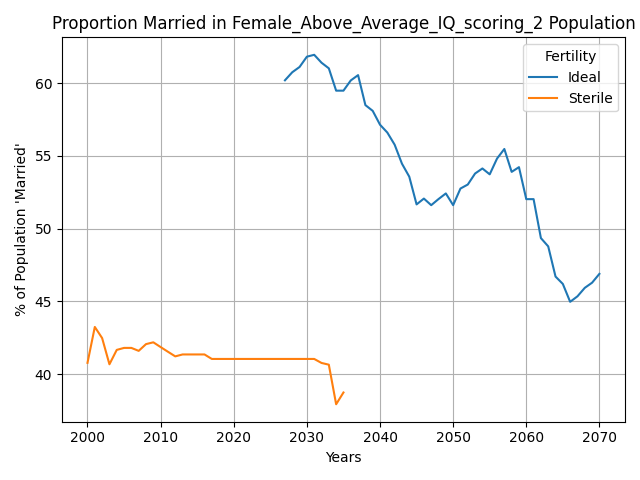 Proportion Married in Female_Above_Average_IQ_scoring_2 Population
% of Population 'Married'
60
55
50
45
40
Fertility
Ideal
Sterile
2000 2010 2020 2030 2040 2050 2060 2070
Years